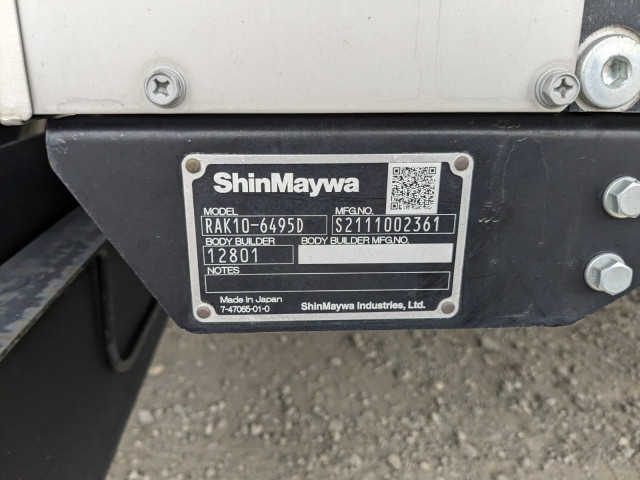 ShinMaywa
MODEL MFG.NO.
RAK10-6495D S2111002361
BODY BUILDER BODY BUILDER MFG.NO.
12801
NOTES
Made in Japan
7-47065-01-0 ShinMaywa Industries, Ltd.